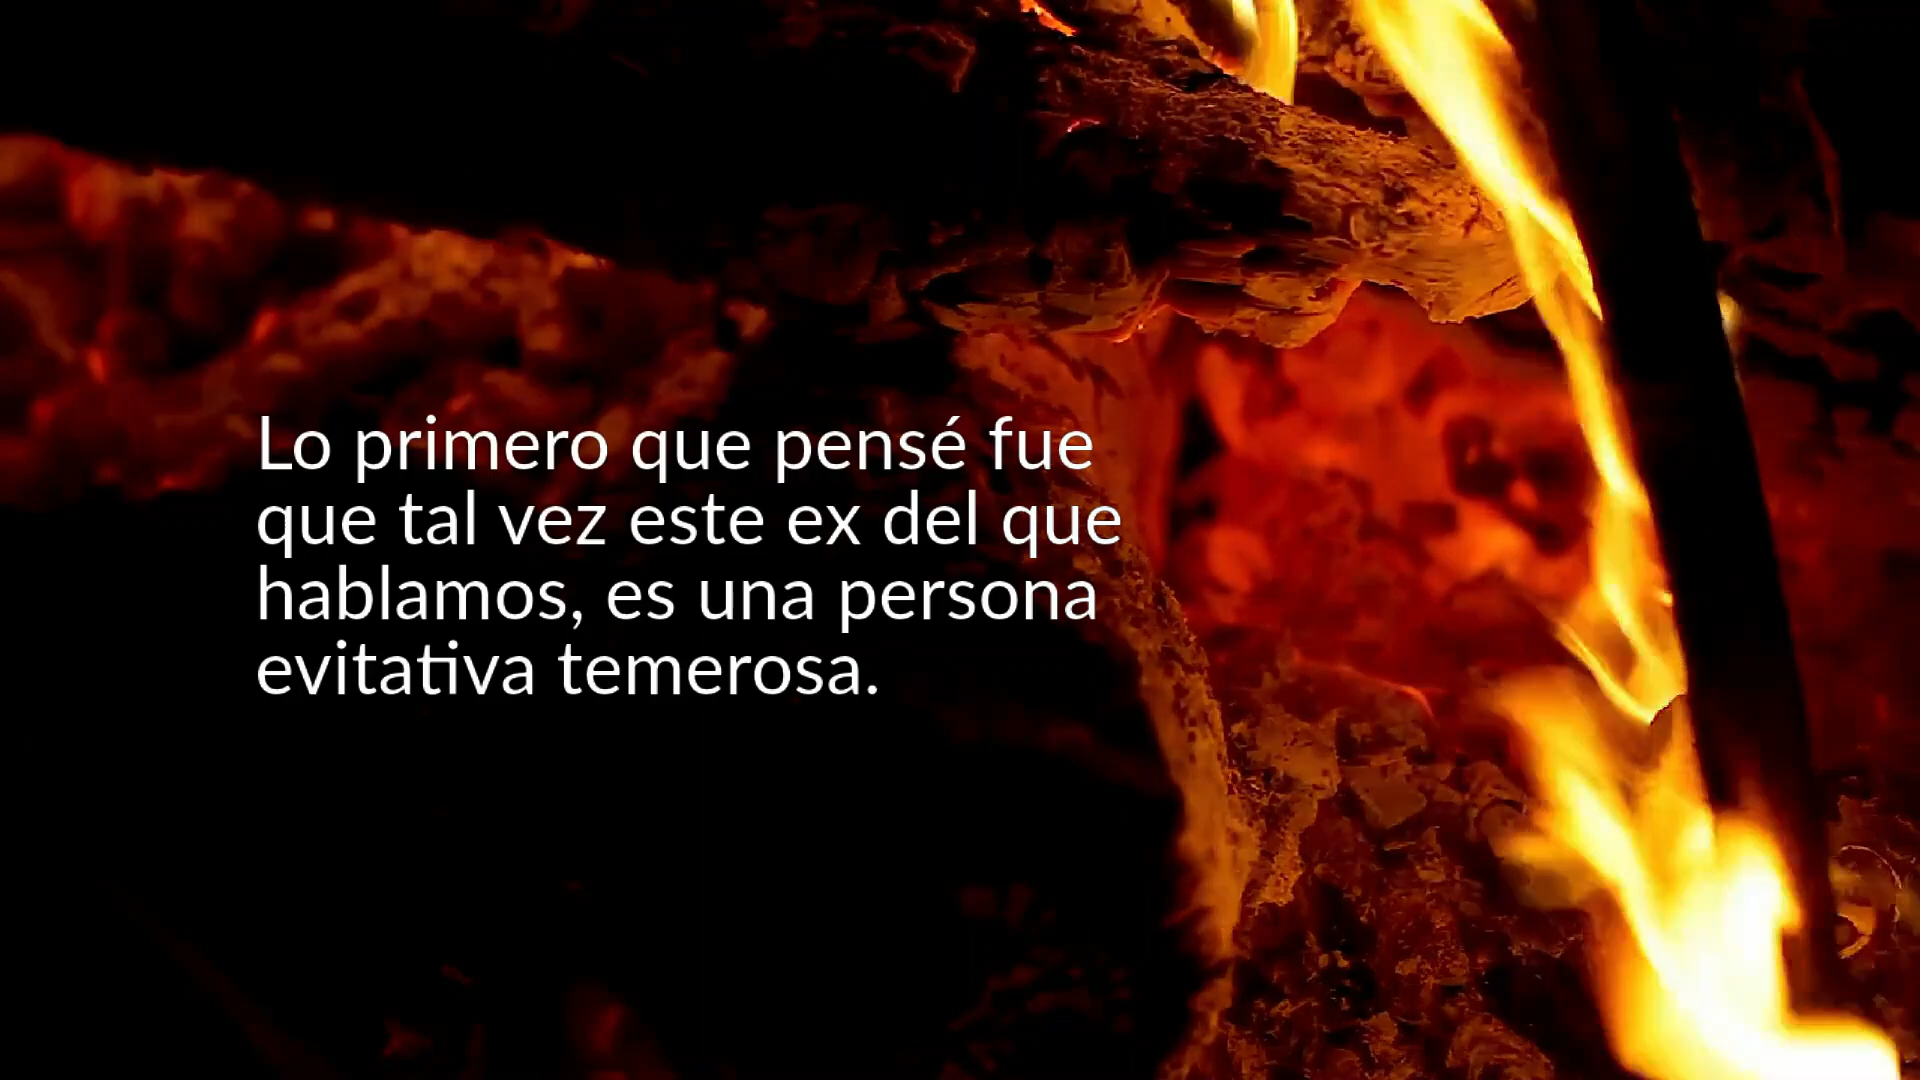 Lo primero que pensé fue
que tal vez este ex del que
hablamos, es una persona
evitativa temerosa.